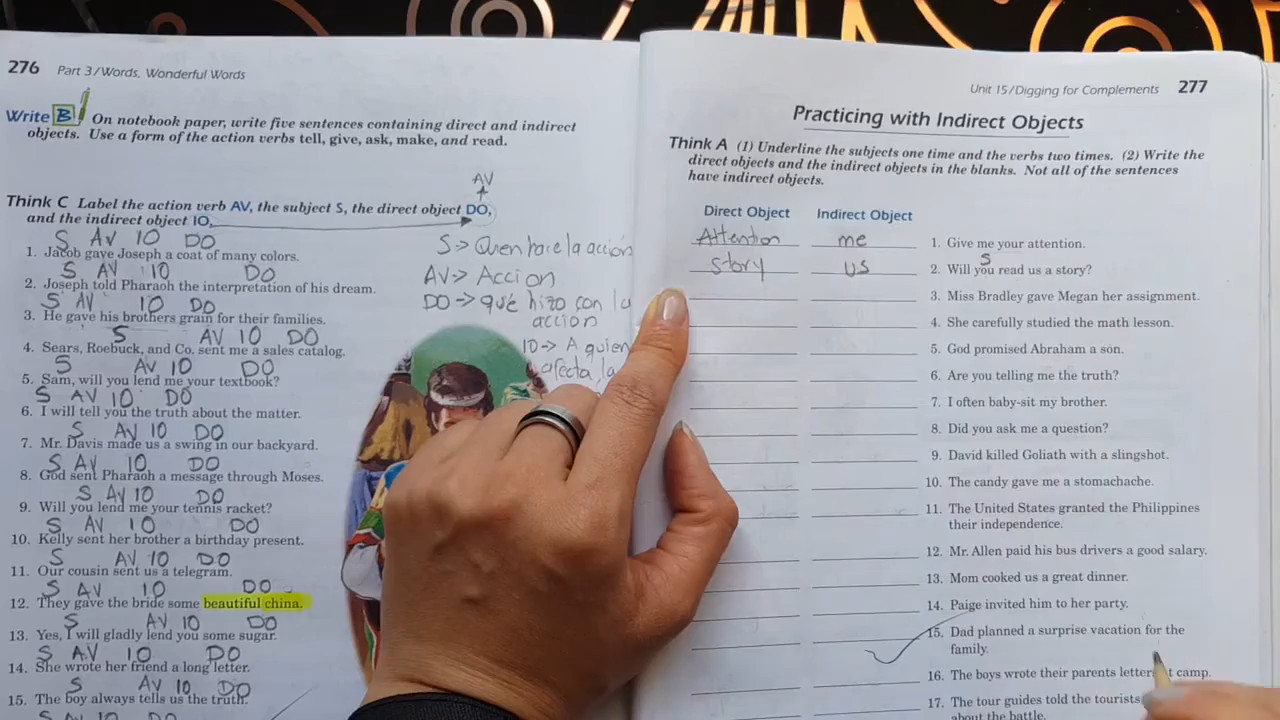 276 Part 3/Words, Wonderful Words
Write B On notebook paper, write five sentences containing direct and indirect
objects. Use a form of the action verbs tell, give, ask, make, and read.
AV
Think C Label the action verb AV, the subject S, the direct object DO,
and the indirect object IO.
S AV IO DO
1. Jacob gave Joseph a coat of many colors.
S AV IO DO
2. Joseph told Pharaoh the interpretation of his dream.
S AV IO DO
3. He gave his brothers grain for their families.
S AV IO DO
4. Sears, Roebuck, and Co. sent me a sales catalog.
S AV IO DO
5. Sam, will you lend me your textbook?
S AV IO DO
6. I will tell you the truth about the matter.
S AV IO DO
7. Mr. Davis made us a swing in our backyard.
S AV IO DO
8. God sent Pharaoh a message through Moses.
S AV IO DO
9. Will you lend me your tennis racket?
S AV IO DO
10. Kelly sent her brother a birthday present.
S AV IO DO
11. Our cousin sent us a telegram.
S AV IO DO
12. They gave the bride some beautiful china.
S AV IO DO
13. Yes, I will gladly lend you some sugar.
S AV IO DO
14. She wrote her friend a long letter.
S AV IO DO
15. The boy always tells us the truth.
S AV IO DO
S -> Quien hace la acción
AV -> Accion
DO -> qué hizo con la
acción
IO -> A quien
afecta la
Unit 15/Digging for Complements 277
Practicing with Indirect Objects
Think A (1) Underline the subjects one time and the verbs two times. (2) Write the
direct objects and the indirect objects in the blanks. Not all of the sentences
have indirect objects.
Direct Object Indirect Object
Attention me 1. Give me your attention.
S
story us 2. Will you read us a story?
3. Miss Bradley gave Megan her assignment.
4. She carefully studied the math lesson.
5. God promised Abraham a son.
6. Are you telling me the truth?
7. I often baby-sit my brother.
8. Did you ask me a question?
9. David killed Goliath with a slingshot.
10. The candy gave me a stomachache.
11. The United States granted the Philippines
their independence.
12. Mr. Allen paid his bus drivers a good salary.
13. Mom cooked us a great dinner.
14. Paige invited him to her party.
15. Dad planned a surprise vacation for the
family.
16. The boys wrote their parents letters at camp.
17. The tour guides told the tourists
about the battle.